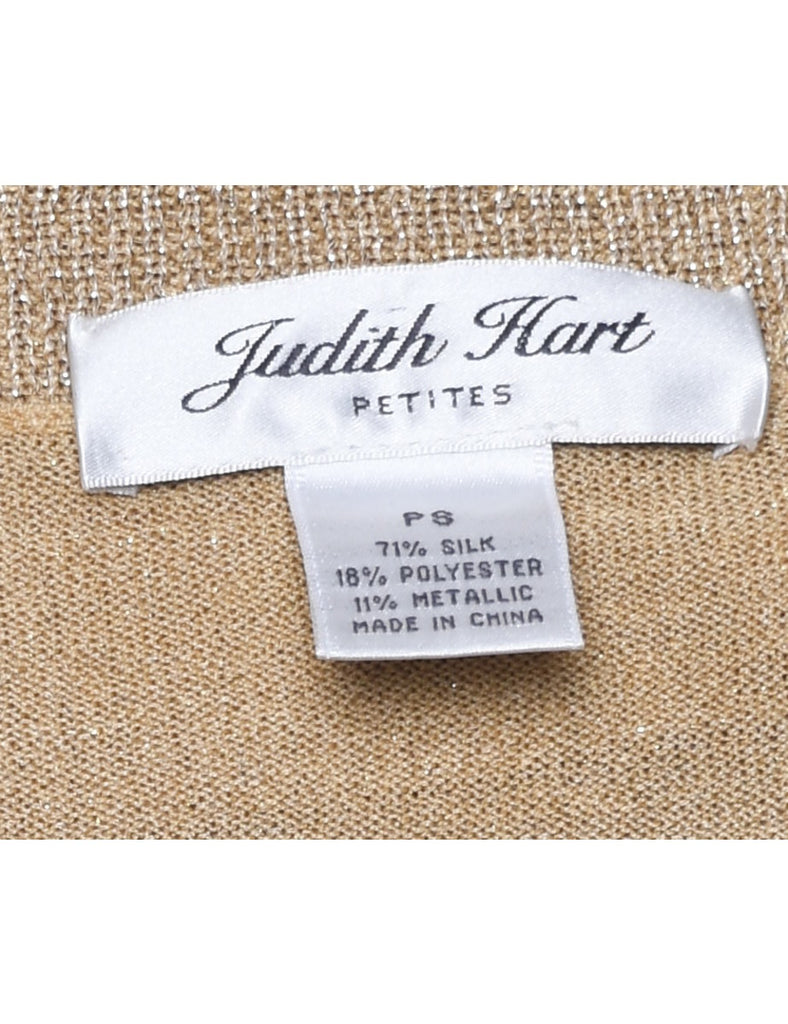 Judith Hart
PETITES
PS
71% SILK
18% POLYESTER
11% METALLIC
MADE IN CHINA